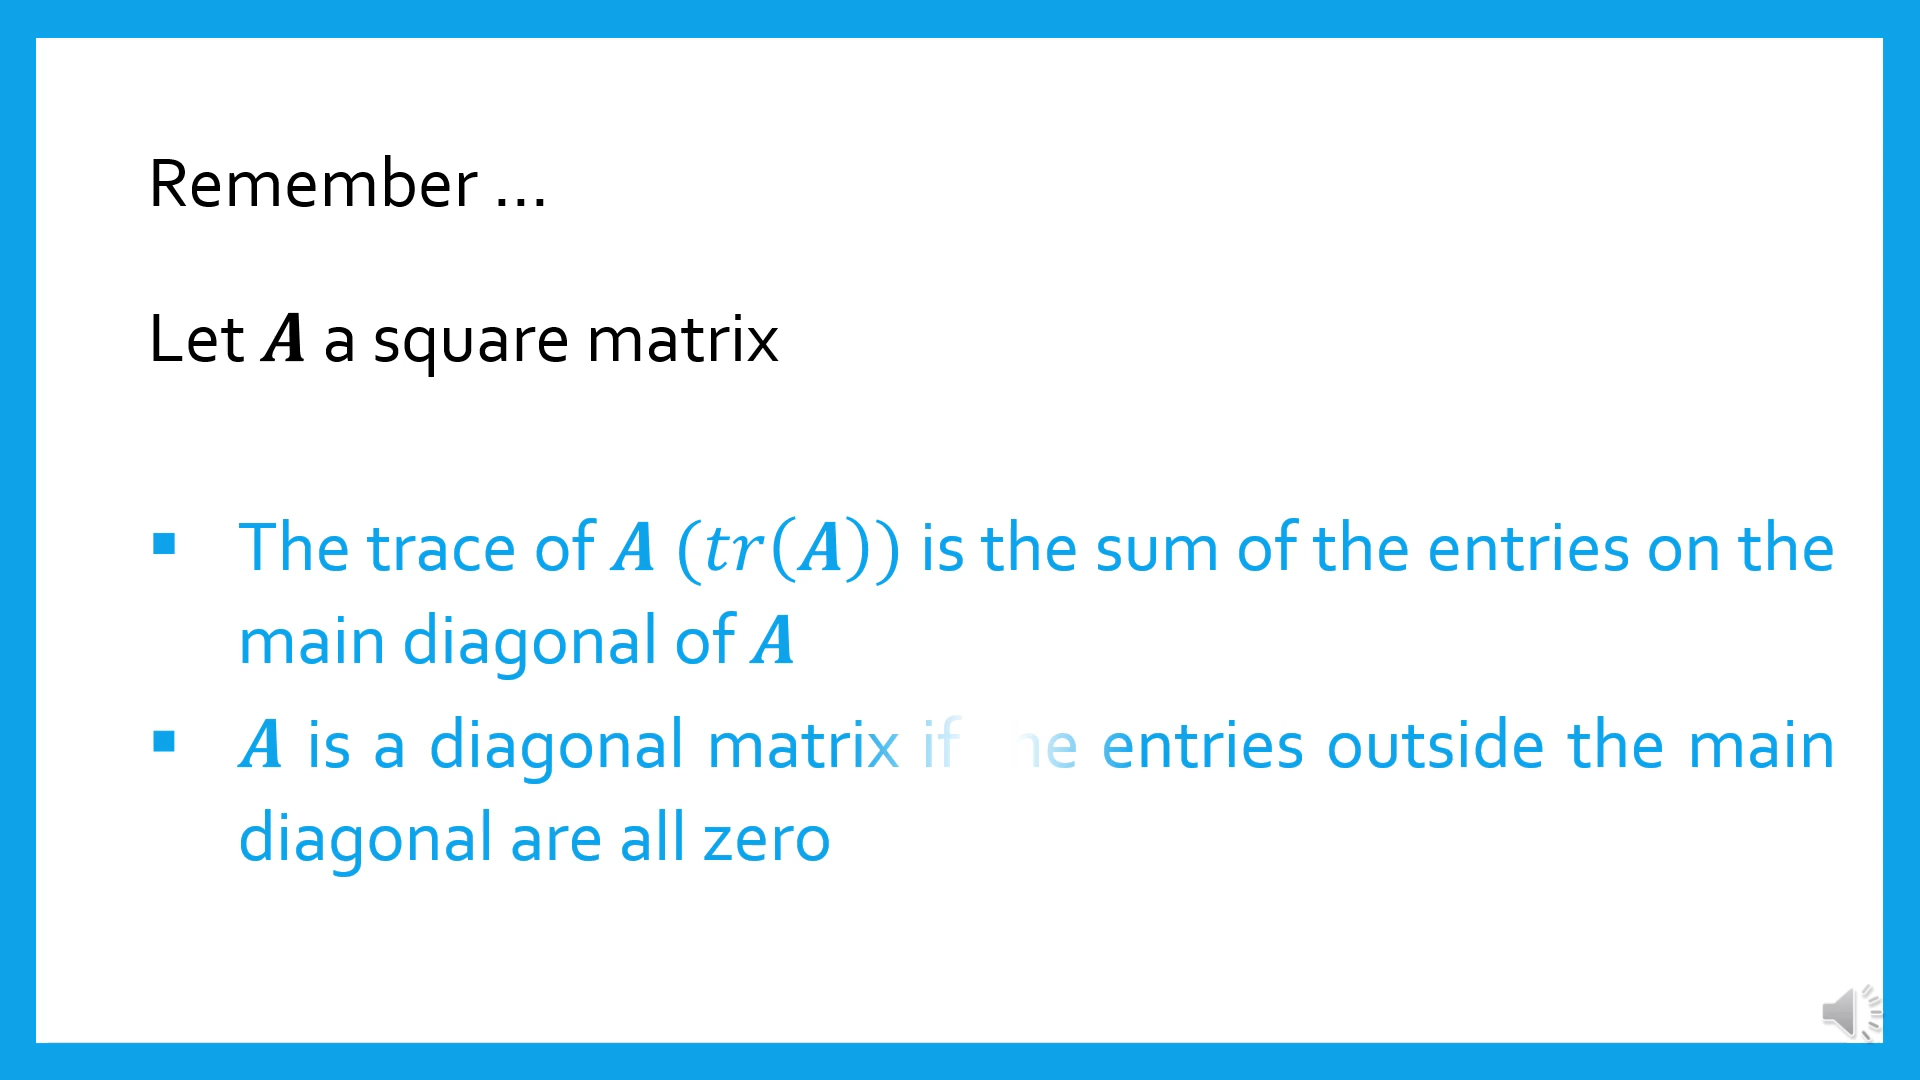 Remember ...
Let A a square matrix
▪ The trace of A (tr(A)) is the sum of the entries on the
main diagonal of A
▪ A is a diagonal matrix if he entries outside the main
diagonal are all zero